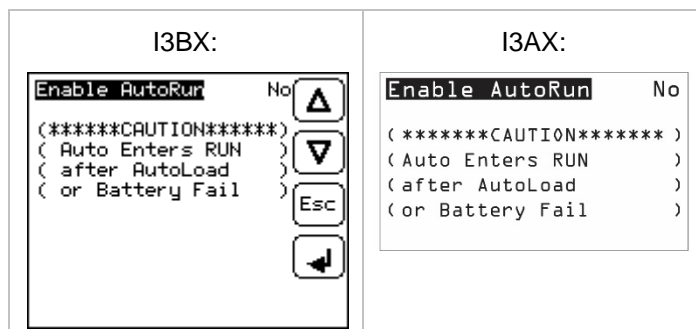 I3BX:
Enable AutoRun No
(******CAUTION******)
( Auto Enters RUN )
( after AutoLoad )
( or Battery Fail )
Esc
I3AX:
Enable AutoRun No
(*******CAUTION*******)
(Auto Enters RUN )
(after AutoLoad )
(or Battery Fail )